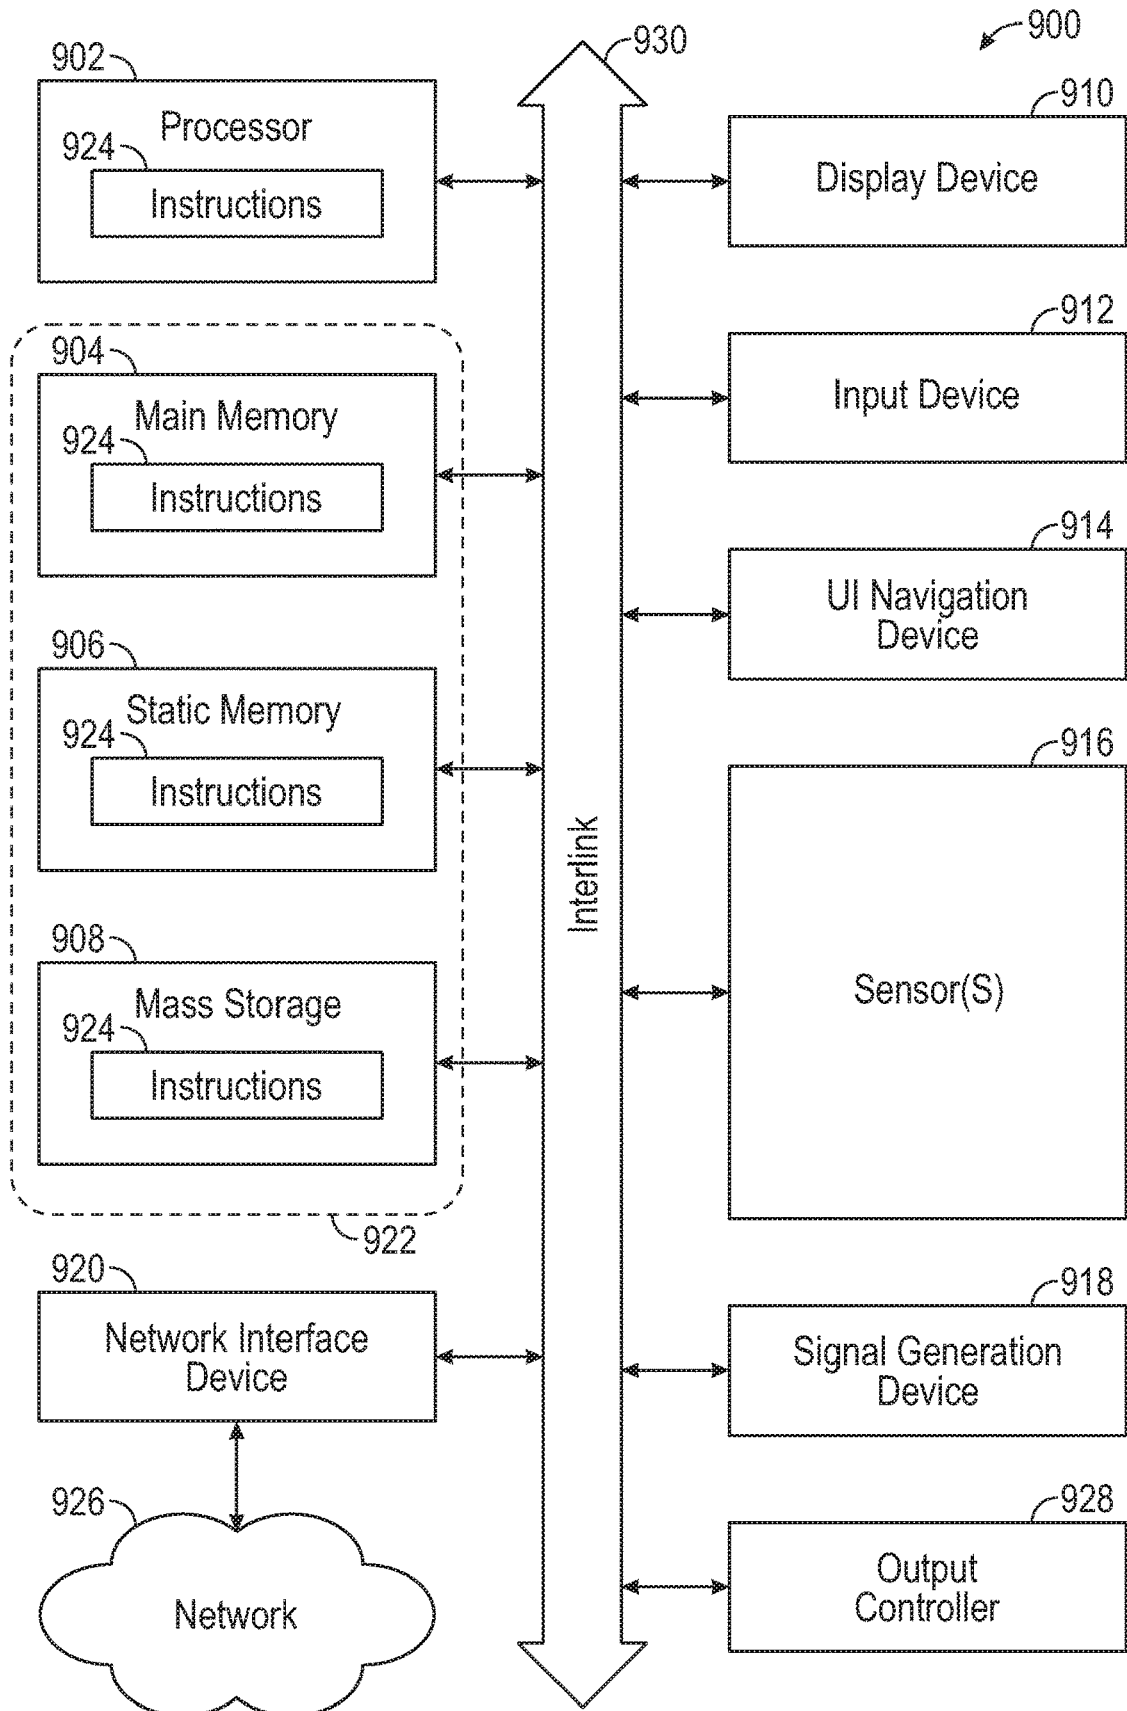 900
930
902
Processor
924
Instructions
904
Main Memory
924
Instructions
906
Static Memory
924
Instructions
908
Mass Storage
924
Instructions
922
920
Network Interface
Device
926
Network
Interlink
910
Display Device
912
Input Device
914
UI Navigation
Device
916
Sensor(S)
918
Signal Generation
Device
928
Output
Controller